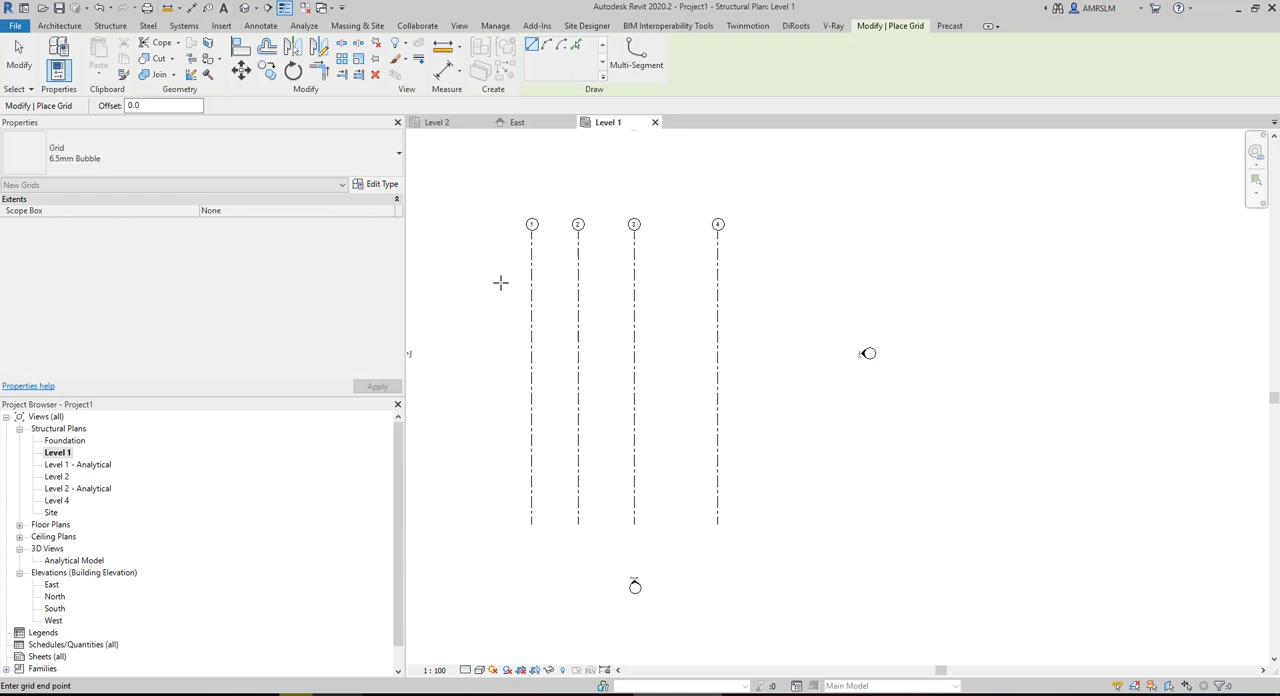 Autodesk Revit 2020.2 - Project1 - Structural Plan: Level 1
AMRSLM
File Architecture Structure Steel Systems Insert Annotate Analyze Massing & Site Collaborate View Manage Add-Ins Site Designer BIM Interoperability Tools Twinmotion DiRoots V-Ray Modify | Place Grid Precast
Modify
Paste
Cope
Cut
Join
Multi-Segment
Select Properties Clipboard Geometry Modify View Measure Create Draw
Modify | Place Grid Offset: 0.0
Properties
Level 2 East Level 1
Grid
6.5mm Bubble
New Grids Edit Type
Extents
Scope Box None
1 2 3 4
Properties help Apply
Project Browser - Project1
Views (all)
Structural Plans
Foundation
Level 1
Level 1 - Analytical
Level 2
Level 2 - Analytical
Level 4
Site
Floor Plans
Ceiling Plans
3D Views
Analytical Model
Elevations (Building Elevation)
East
North
South
West
Legends
Schedules/Quantities (all)
Sheets (all)
Families
1 : 100
Enter grid end point
:0
Main Model
:0